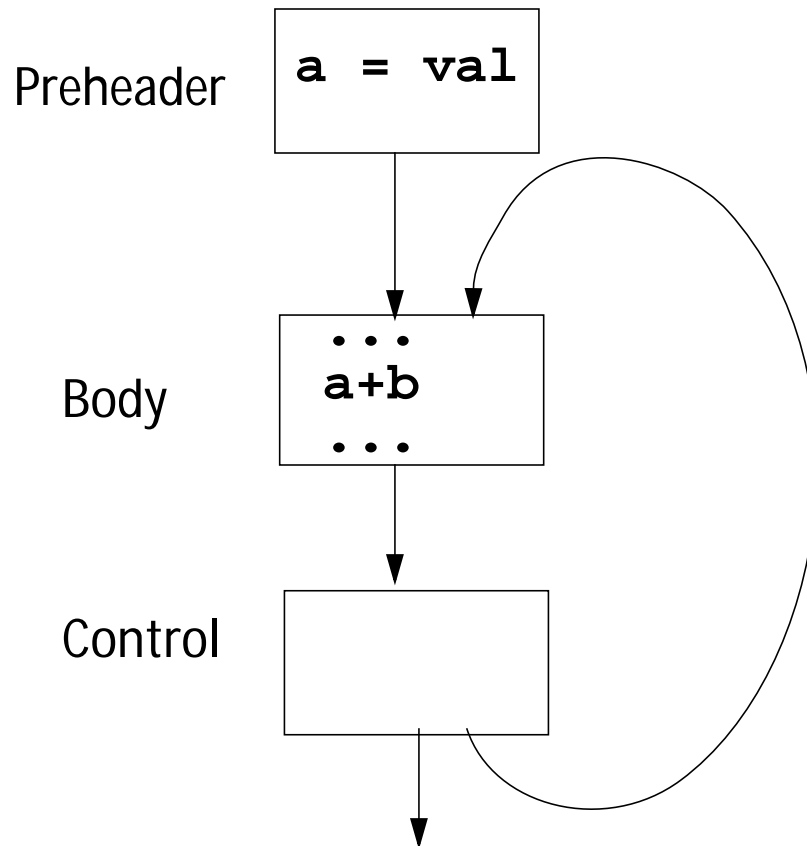 Preheader
a = val
Body
...
a+b
...
Control